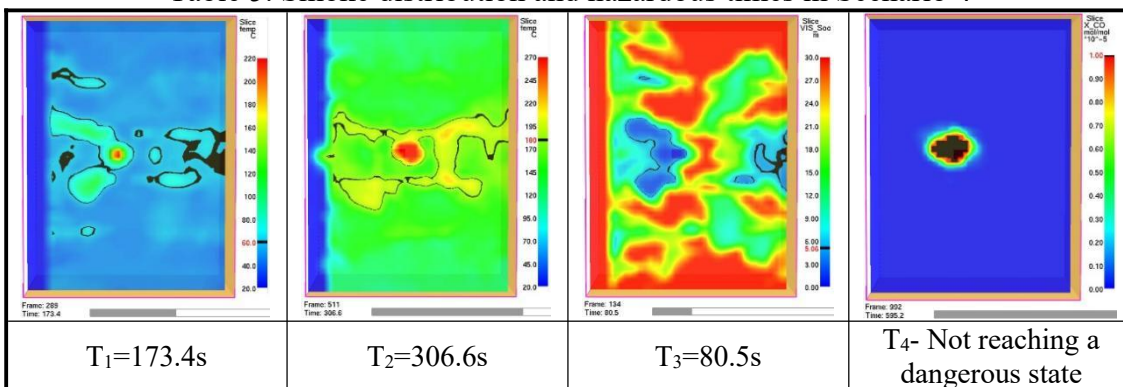 Smoke distribution and hazardous times in Scenario
Slice
temp
C
220
200
180
160
140
120
100
80.0
60.0
40.0
20.0
Frame: 289
Time: 173.4
Slice
temp
C
270
245
220
195
180
170
145
120
95.0
70.0
45.0
20.0
Frame: 511
Time: 306.6
Slice
VIS_Soo
m
30.0
27.0
24.0
21.0
18.0
15.0
12.0
9.00
6.00
3.00
0.00
Frame: 134
Time: 80.5
Slice
X_CO
mol/mol
*10^-5
1.00
0.90
0.80
0.70
0.60
0.50
0.40
0.30
0.20
0.10
0.00
Frame: 992
Time: 595.2
T₁=173.4s
T₂=306.6s
T₃=80.5s
T₄- Not reaching a
dangerous state